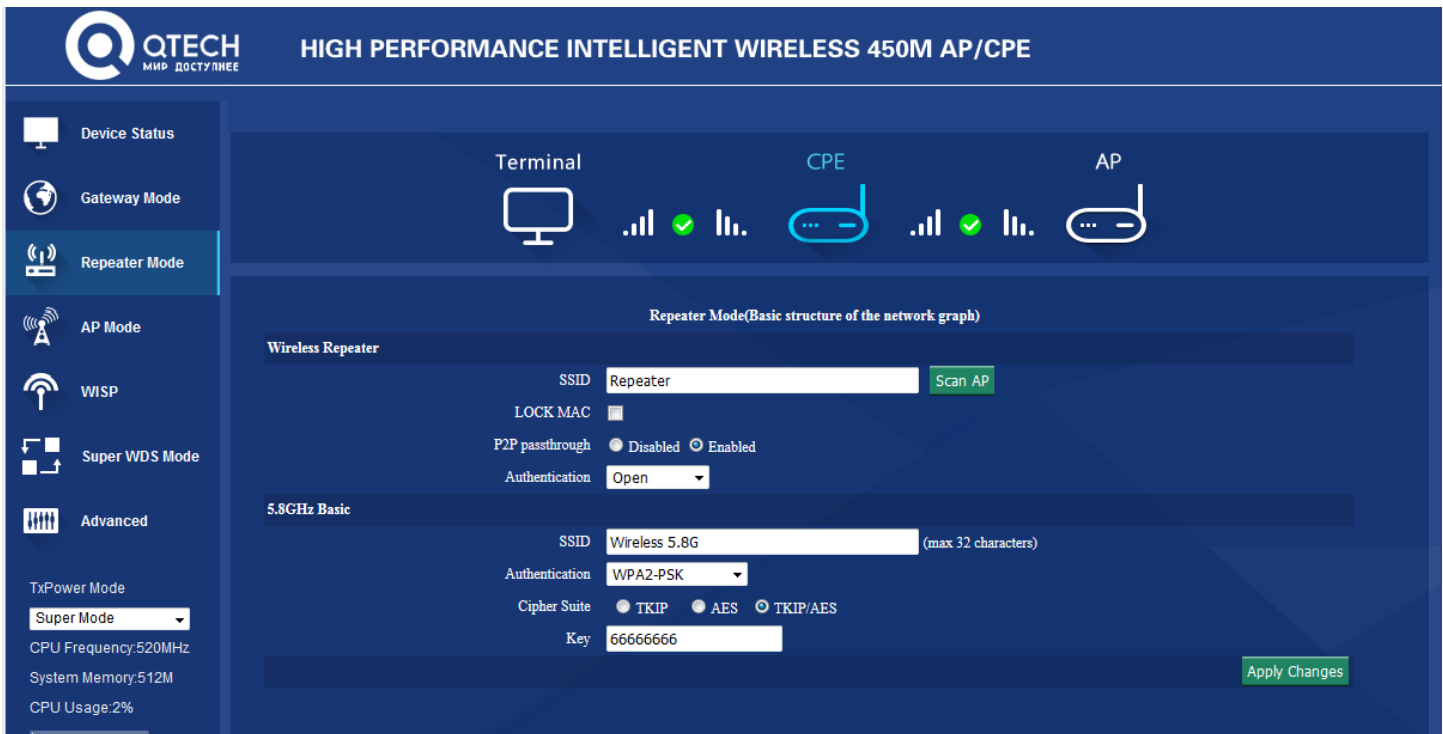 QTECH
МИР ДОСТУПНЕЕ
HIGH PERFORMANCE INTELLIGENT WIRELESS 450M AP/CPE
Device Status
Gateway Mode
Repeater Mode
AP Mode
WISP
Super WDS Mode
Advanced
TxPower Mode
Super Mode
CPU Frequency:520MHz
System Memory:512M
CPU Usage:2%
Terminal CPE AP
Repeater Mode(Basic structure of the network graph)
Wireless Repeater
SSID Repeater Scan AP
LOCK MAC
P2P passthrough Disabled Enabled
Authentication Open
5.8GHz Basic
SSID Wireless 5.8G (max 32 characters)
Authentication WPA2-PSK
Cipher Suite TKIP AES TKIP/AES
Key 66666666
Apply Changes